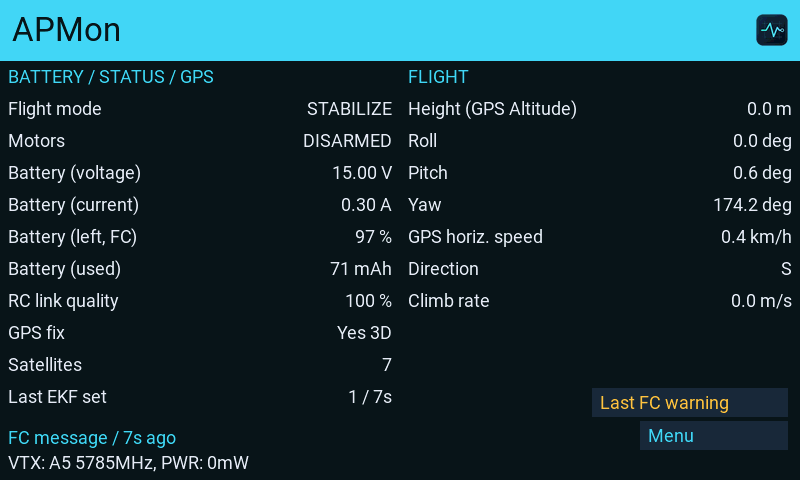 APMon
BATTERY / STATUS / GPS
Flight mode STABILIZE
Motors DISARMED
Battery (voltage) 15.00 V
Battery (current) 0.30 A
Battery (left, FC) 97 %
Battery (used) 71 mAh
RC link quality 100 %
GPS fix Yes 3D
Satellites 7
Last EKF set 1 / 7s
FC message / 7s ago
VTX: A5 5785MHz, PWR: 0mW
FLIGHT
Height (GPS Altitude) 0.0 m
Roll 0.0 deg
Pitch 0.6 deg
Yaw 174.2 deg
GPS horiz. speed 0.4 km/h
Direction S
Climb rate 0.0 m/s
Last FC warning
Menu